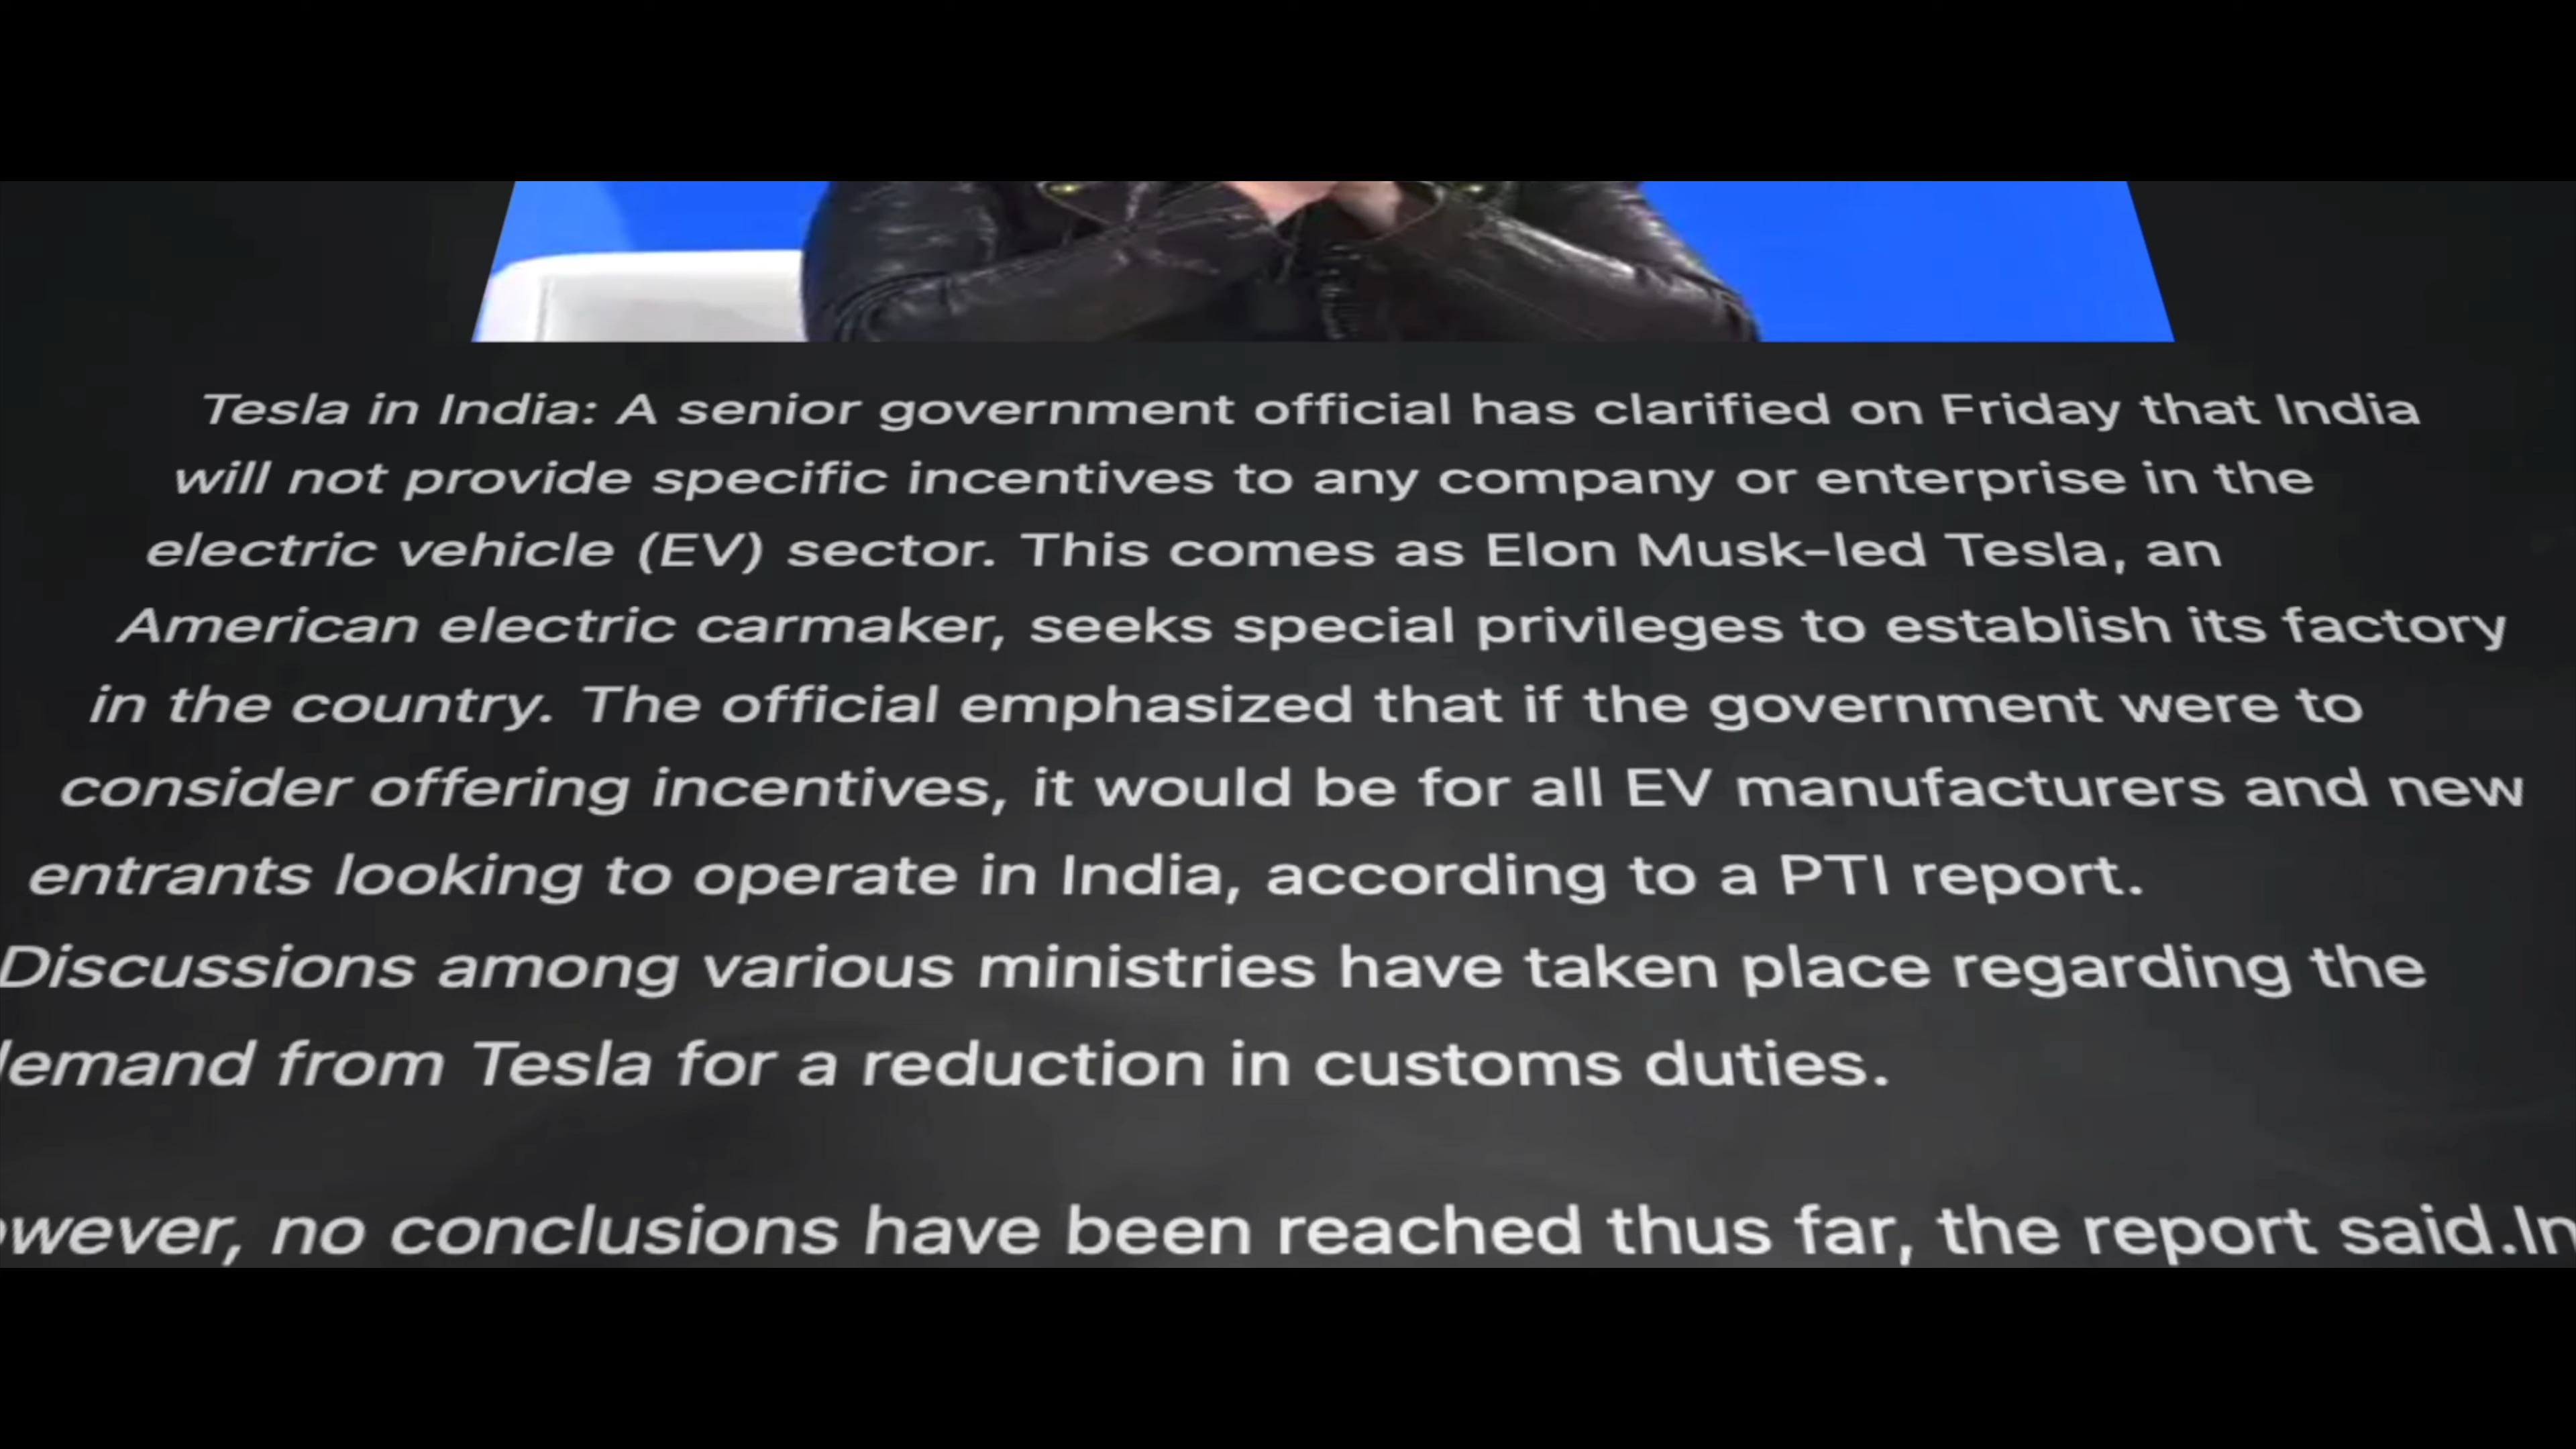 Tesla in India: A senior government official has clarified on Friday that India
will not provide specific incentives to any company or enterprise in the
electric vehicle (EV) sector. This comes as Elon Musk-led Tesla, an
American electric carmaker, seeks special privileges to establish its factory
in the country. The official emphasized that if the government were to
consider offering incentives, it would be for all EV manufacturers and new
entrants looking to operate in India, according to a PTI report.
Discussions among various ministries have taken place regarding the
from Tesla for a reduction in customs duties.
no conclusions have been reached thus far, the report said.